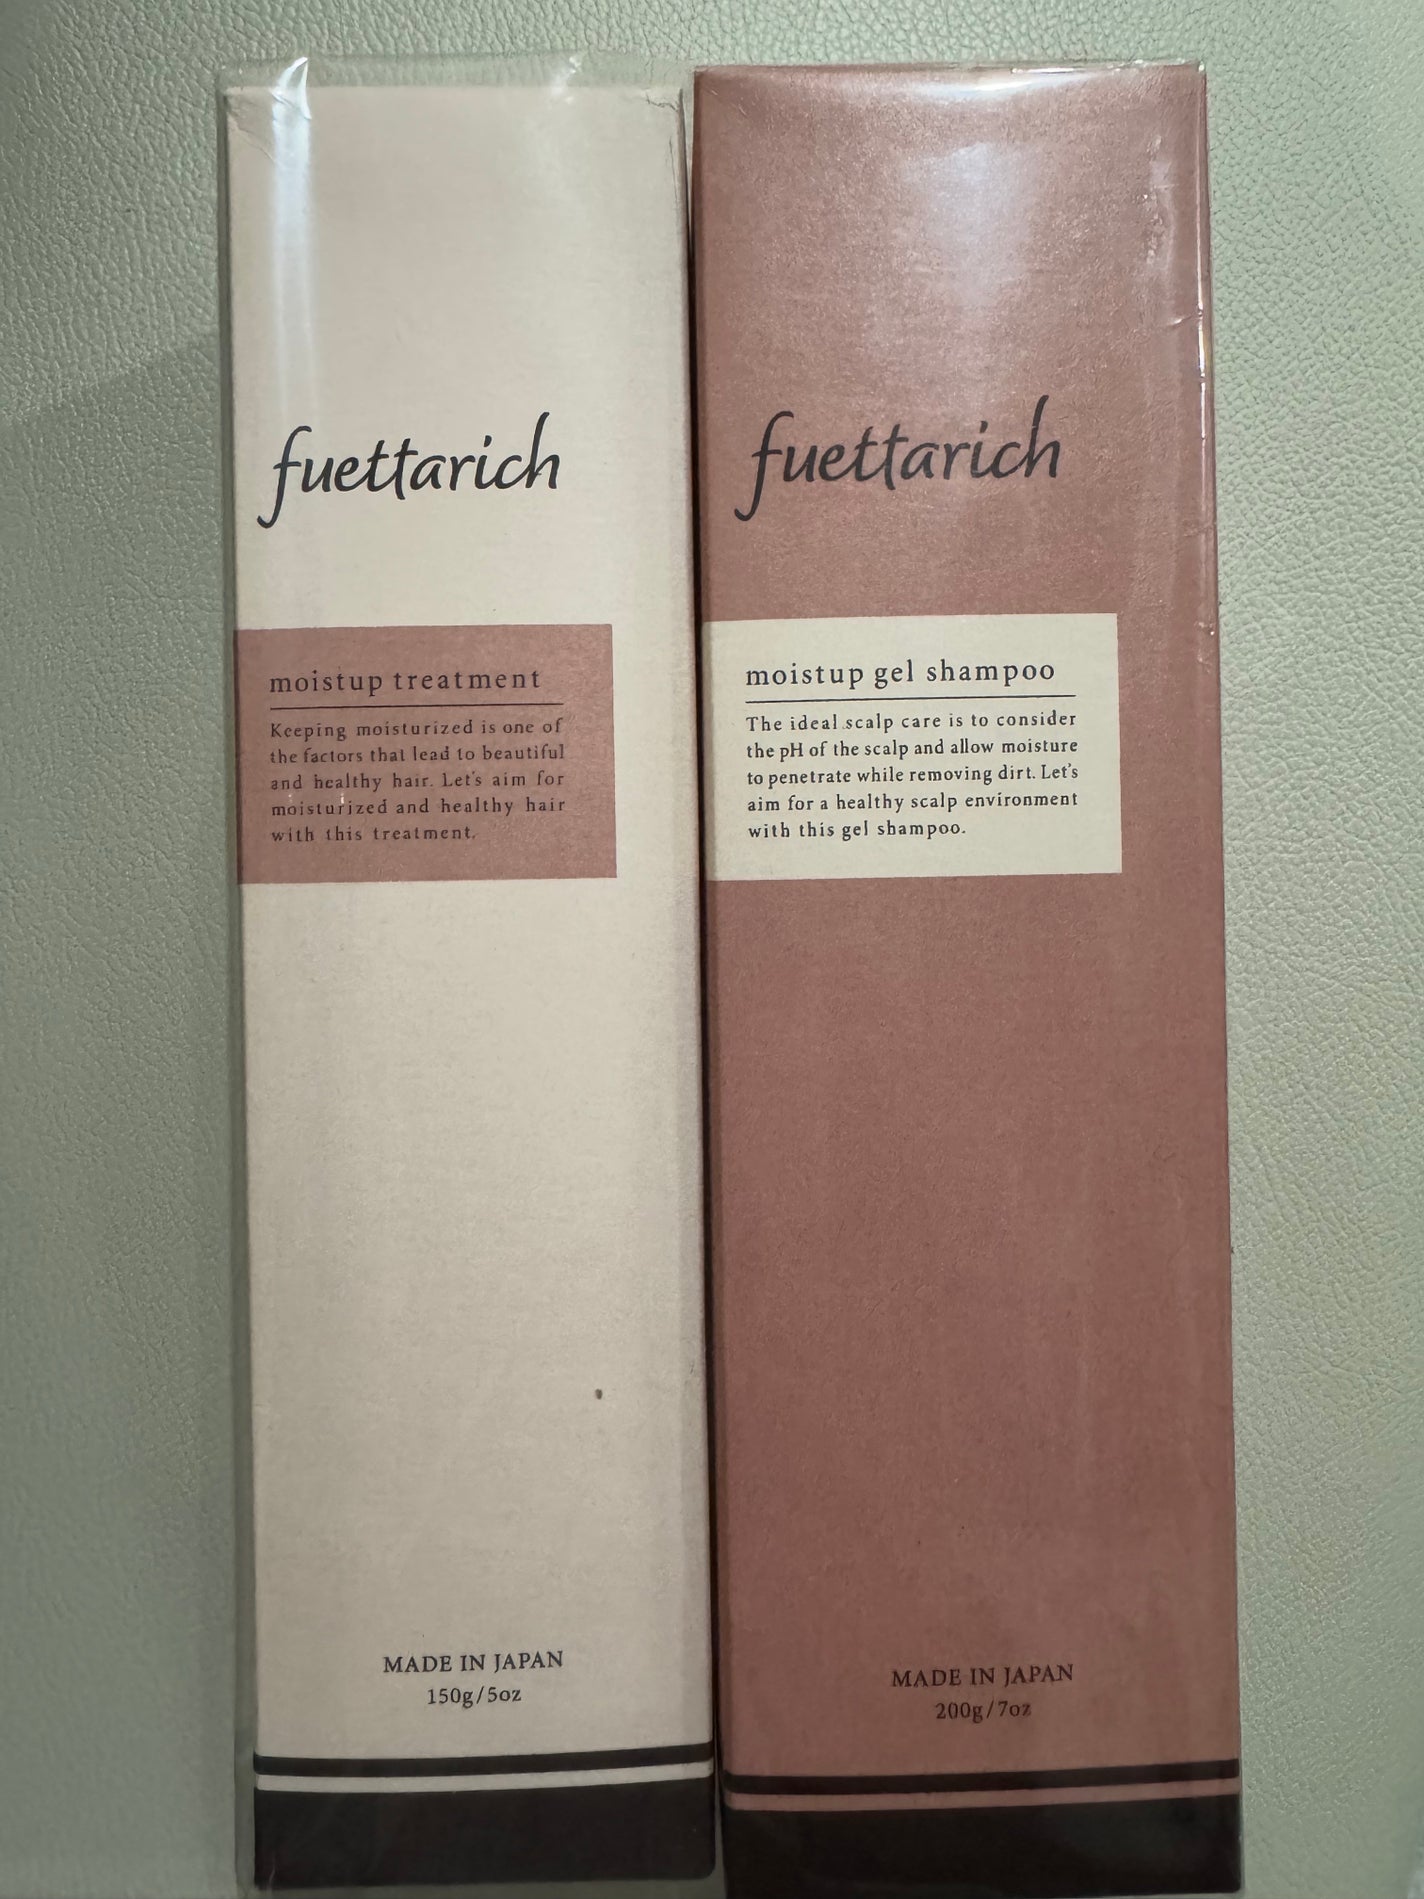 fuettarich
moistup treatment
Keeping moisturized is one of
the factors that lead to beautiful
and healthy hair. Let's aim for
moisturized and healthy hair
with this treatment.
MADE IN JAPAN
150g/5oz
fuettarich
moistup gel shampoo
The ideal scalp care is to consider
the pH of the scalp and allow moisture
to penetrate while removing dirt. Let's
aim for a healthy scalp environment
with this gel shampoo.
MADE IN JAPAN
200g/7oz